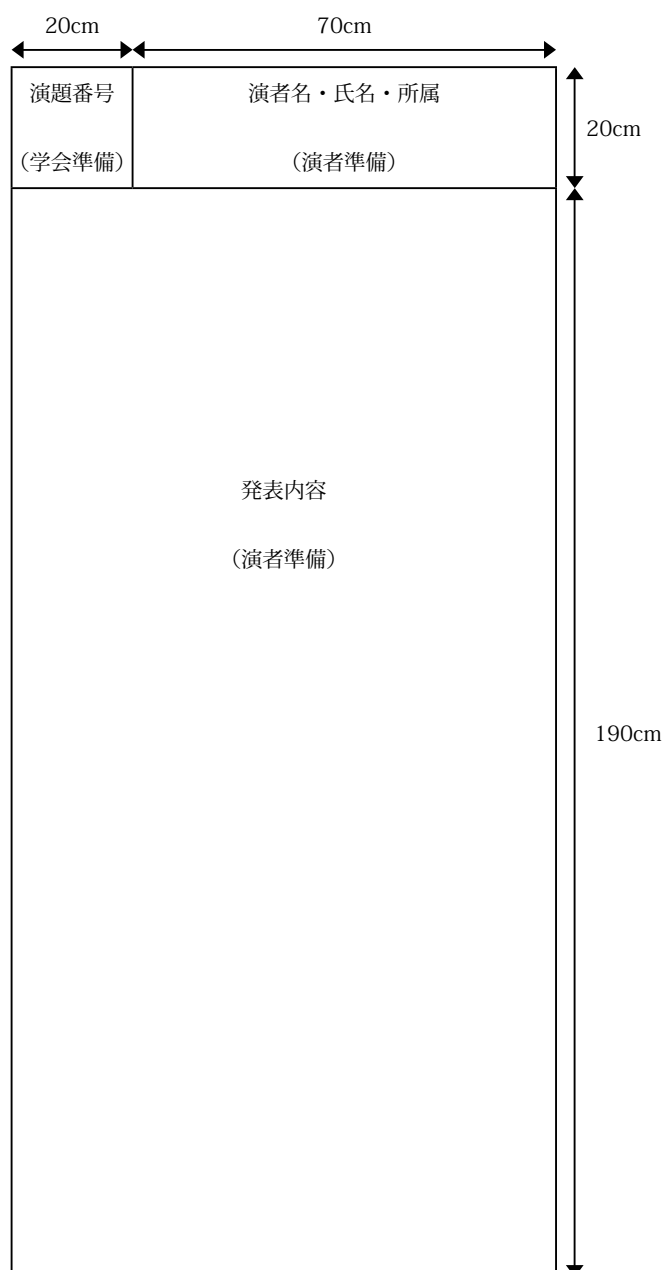 20cm
70cm
演題番号
（学会準備）
演者名・氏名・所属
（演者準備）
20cm
発表内容
（演者準備）
190cm